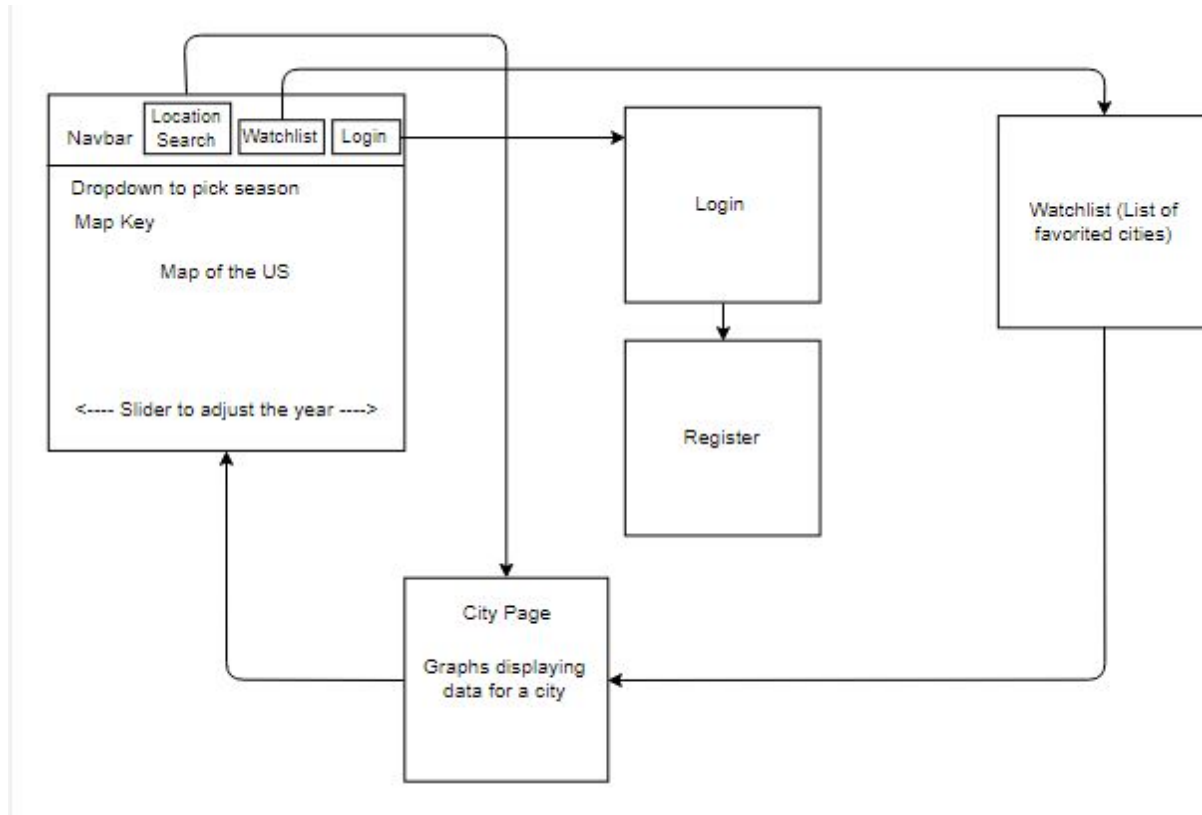 Navbar
Location
Search
Watchlist
Login
Dropdown to pick season
Map Key
Map of the US
<---- Slider to adjust the year ---->
Login
Register
Watchlist (List of
favorited cities)
City Page
Graphs displaying
data for a city